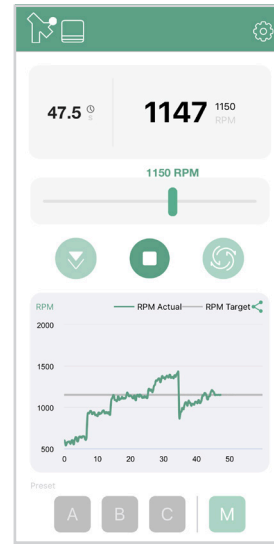 47.5 s
1147 1150 RPM
1150 RPM
RPM RPM Actual RPM Target
2000
1500
1000
500
0 10 20 30 40 50
Preset
A B C M